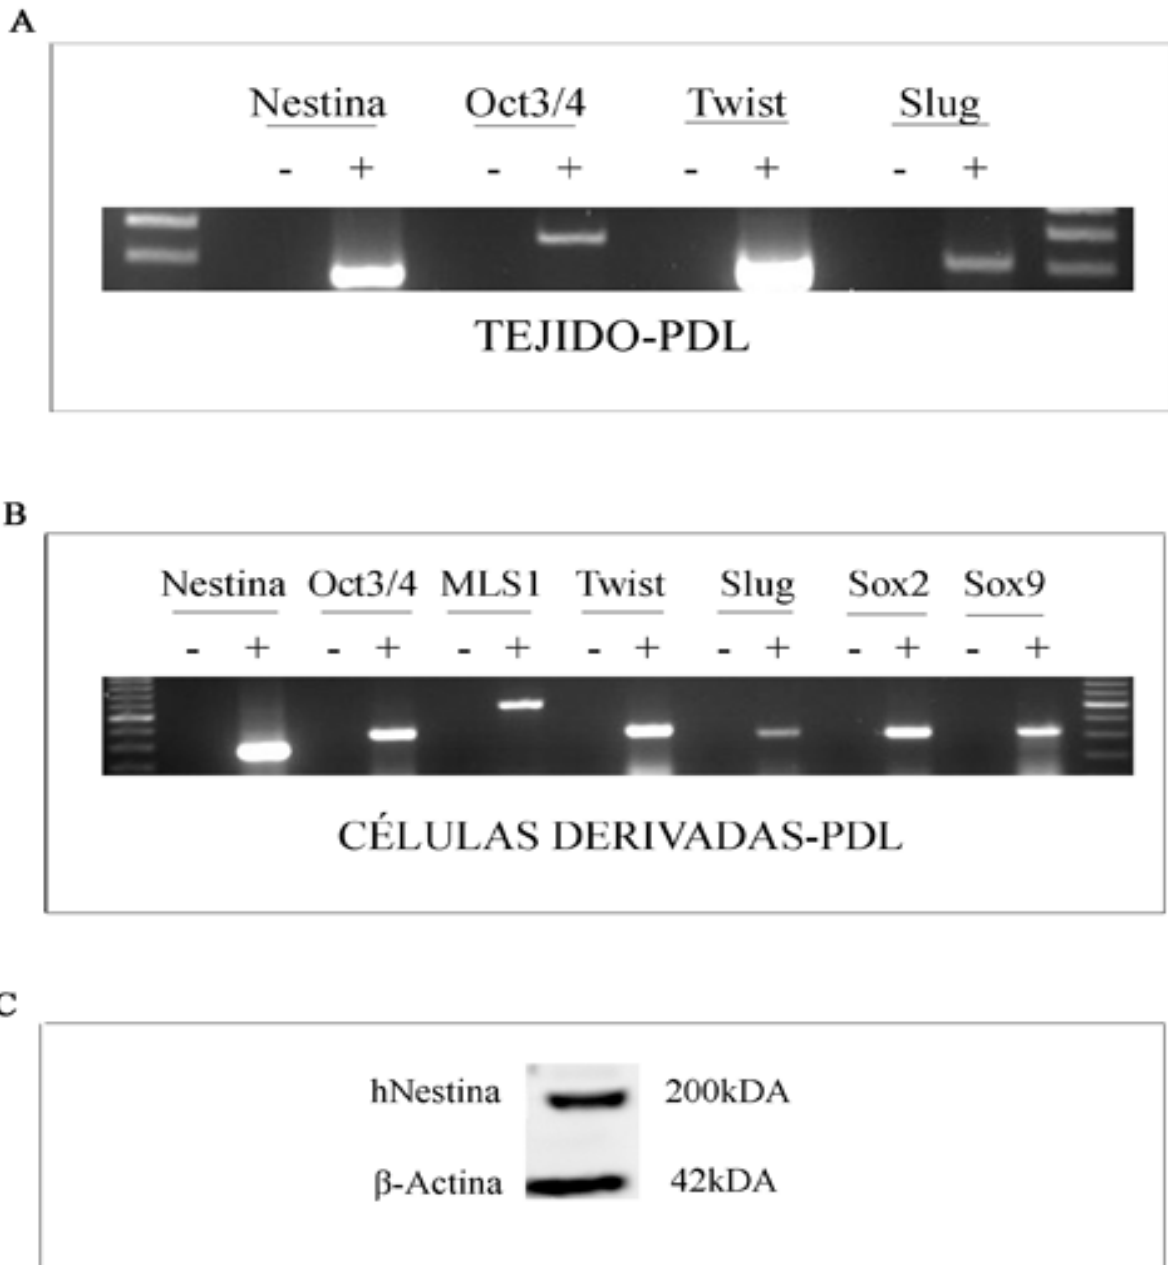 A
Nestina Oct3/4 Twist Slug
- + - + - + - +
TEJIDO-PDL
B
Nestina Oct3/4 MLS1 Twist Slug Sox2 Sox9
- + - + - + - + - + - + - +
CÉLULAS DERIVADAS-PDL
C
hNestina 200kDA
β-Actina 42kDA